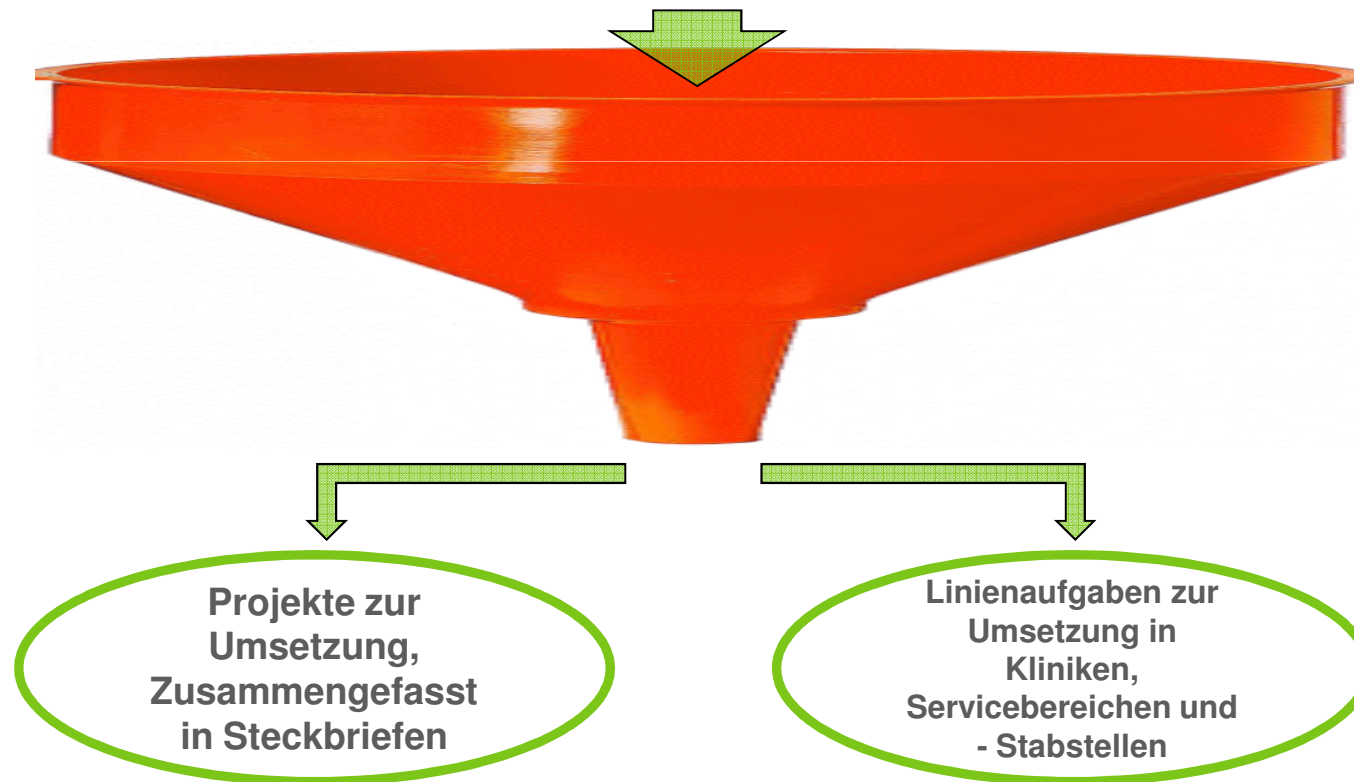 Projekte zur
Umsetzung,
Zusammengefasst
in Steckbriefen
Linienaufgaben zur
Umsetzung in
Kliniken,
Servicebereichen und
- Stabstellen